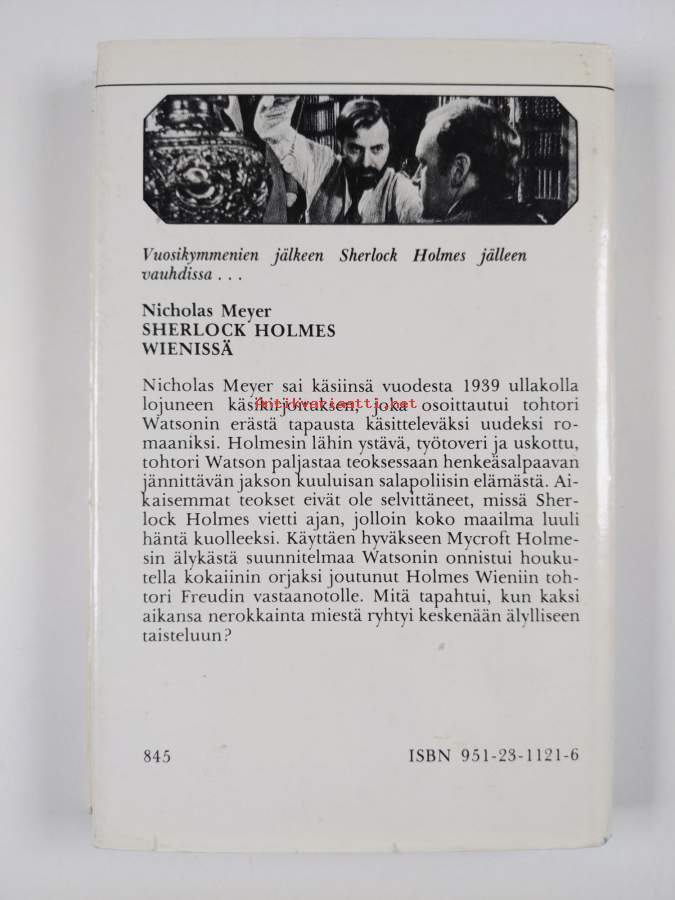 Vuosikymmenien jälkeen Sherlock Holmes jälleen
vauhdissa . . .
Nicholas Meyer
SHERLOCK HOLMES
WIENISSÄ
Nicholas Meyer sai käsiinsä vuodesta 1939 ullakolla
lojuneen käsikirjoituksen, joka osoittautui tohtori
antikvariaatti.net
Watsonin erästä tapausta käsitteleväksi uudeksi ro-
maaniksi. Holmesin lähin ystävä, työtoveri ja uskottu,
tohtori Watson paljastaa teoksessaan henkeäsalpaavan
jännittävän jakson kuuluisan salapoliisin elämästä. Ai-
kaisemmat teokset eivät ole selvittäneet, missä Sher-
lock Holmes vietti ajan, jolloin koko maailma luuli
häntä kuolleeksi. Käyttäen hyväkseen Mycroft Holme-
sin älykästä suunnitelmaa Watsonin onnistui houku-
tella kokaiinin orjaksi joutunut Holmes Wieniin toh-
tori Freudin vastaanotolle. Mitä tapahtui, kun kaksi
aikansa nerokkainta miestä ryhtyi keskenään älylliseen
taisteluun?
845 ISBN 951-23-1121-6